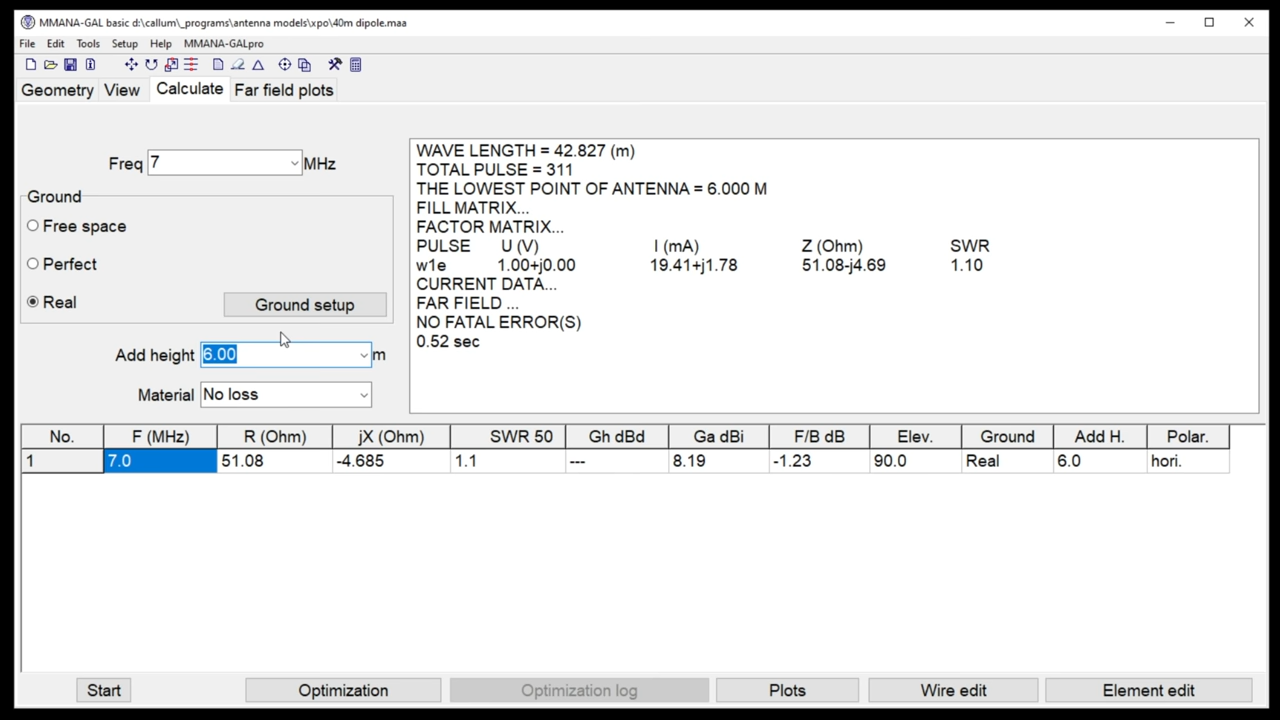 MMANA-GAL basic d:\callum\_programs\antenna models\xpo\40m dipole.maa
File Edit Tools Setup Help MMANA-GALpro
Geometry View Calculate Far field plots
Freq 7 MHz
Ground
Free space
Perfect
Real
Ground setup
Add height 6.00 m
Material No loss
WAVE LENGTH = 42.827 (m)
TOTAL PULSE = 311
THE LOWEST POINT OF ANTENNA = 6.000 M
FILL MATRIX...
FACTOR MATRIX...
PULSE U (V) I (mA) Z (Ohm) SWR
w1e 1.00+j0.00 19.41+j1.78 51.08-j4.69 1.10
CURRENT DATA...
FAR FIELD ...
NO FATAL ERROR(S)
0.52 sec
No. F (MHz) R (Ohm) jX (Ohm) SWR 50 Gh dBd Ga dBi F/B dB Elev. Ground Add H. Polar.
1 7.0 51.08 -4.685 1.1 --- 8.19 -1.23 90.0 Real 6.0 hori.
Start Optimization Optimization log Plots Wire edit Element edit